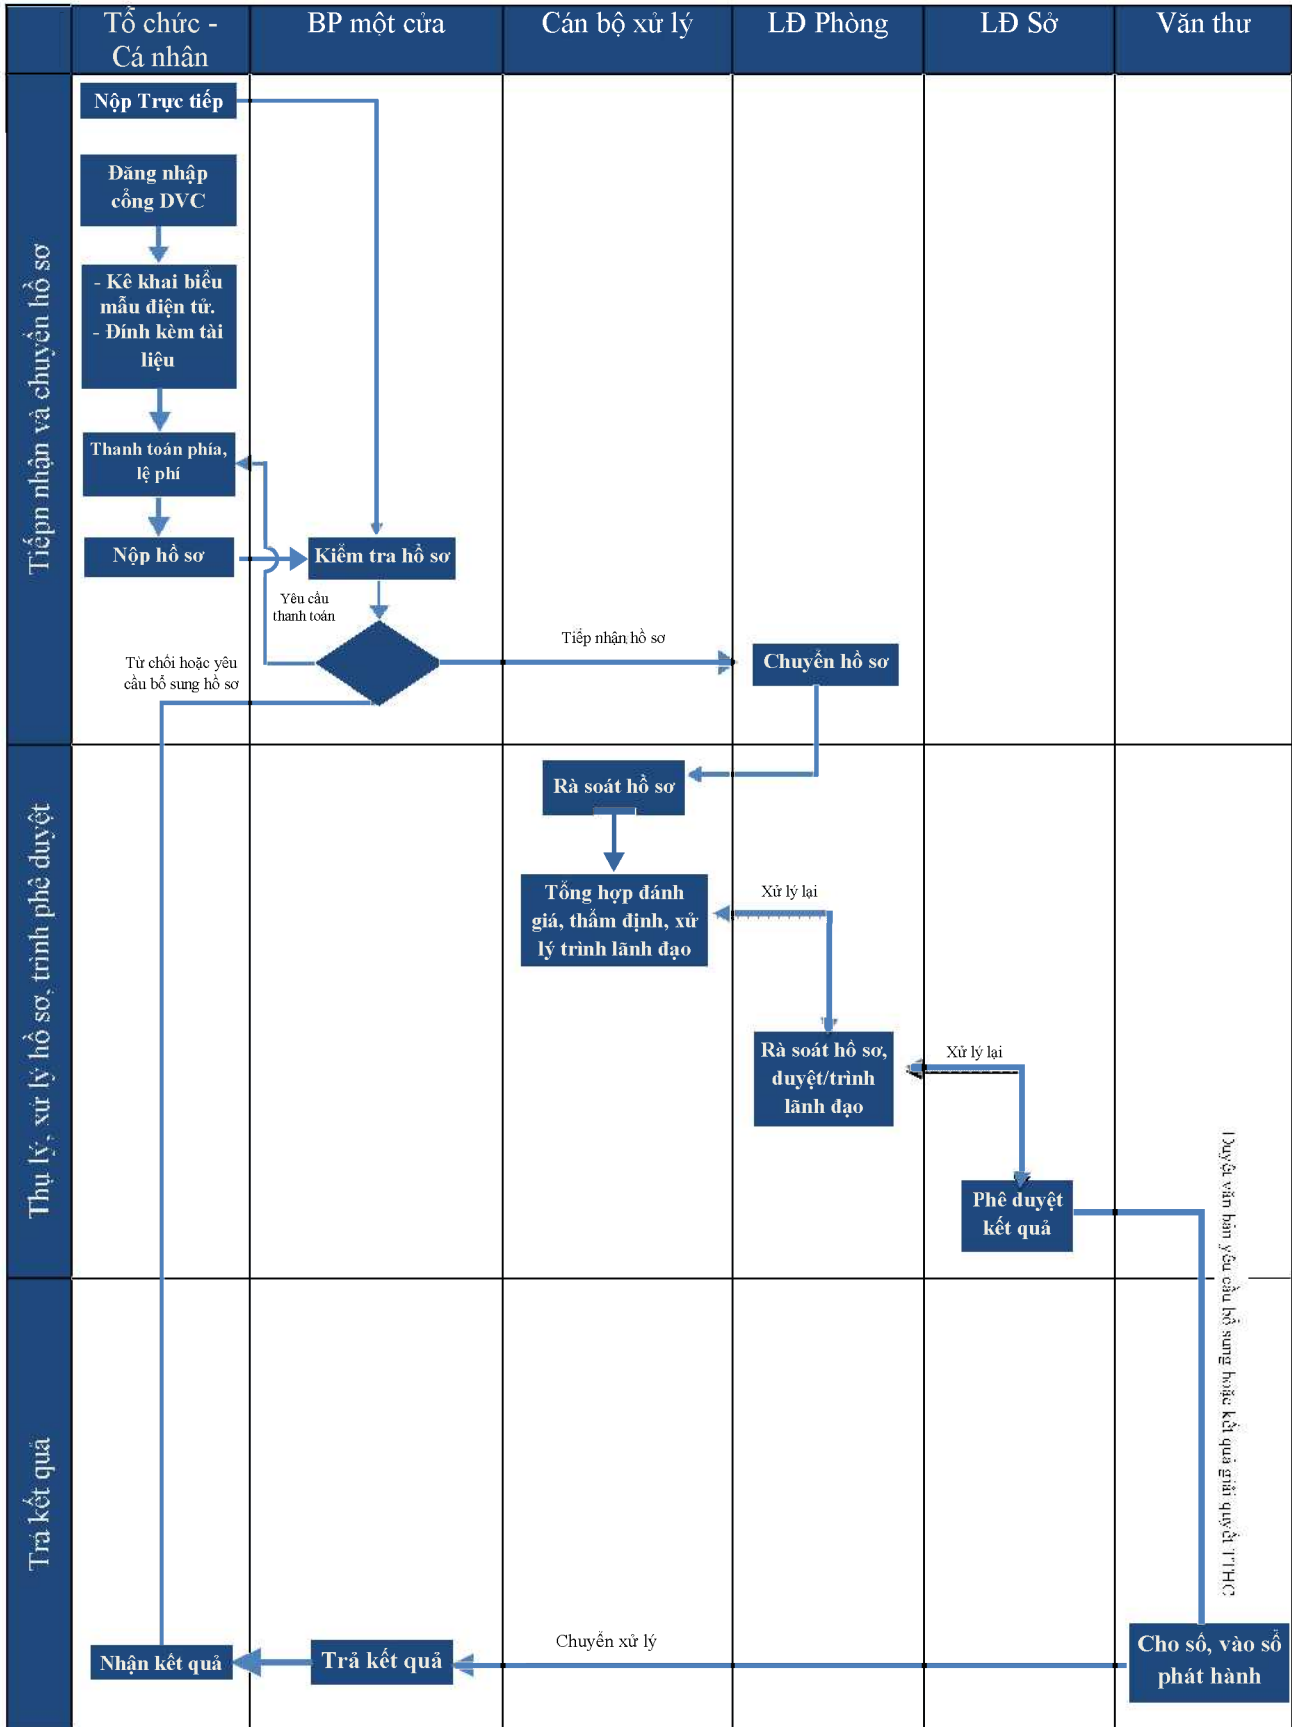 Tổ chức -
Cá nhân
BP một cửa
Cán bộ xử lý
LĐ Phòng
LĐ Sở
Văn thư
Tiếpn nhận và chuyển hồ sơ
Nộp Trực tiếp
Đăng nhập
cổng DVC
- Kê khai biểu
mẫu điện tử.
- Đính kèm tài
liệu
Thanh toán phía,
lệ phí
Nộp hồ sơ
Kiểm tra hồ sơ
Yêu cầu
thanh toán
Tiếp nhận hồ sơ
Chuyển hồ sơ
Từ chối hoặc yêu
cầu bổ sung hồ sơ
Thụ lý, xử lý hồ sơ, trình phê duyệt
Rà soát hồ sơ
Tổng hợp đánh
giá, thẩm định, xử
lý trình lãnh đạo
Xử lý lại
Rà soát hồ sơ,
duyệt/trình
lãnh đạo
Xử lý lại
Phê duyệt
kết quả
Duyệt văn bản yêu cầu bổ sung hoặc kết quả giải quyết TTHC
Trả kết quả
Nhận kết quả
Trả kết quả
Chuyển xử lý
Cho số, vào sổ
phát hành